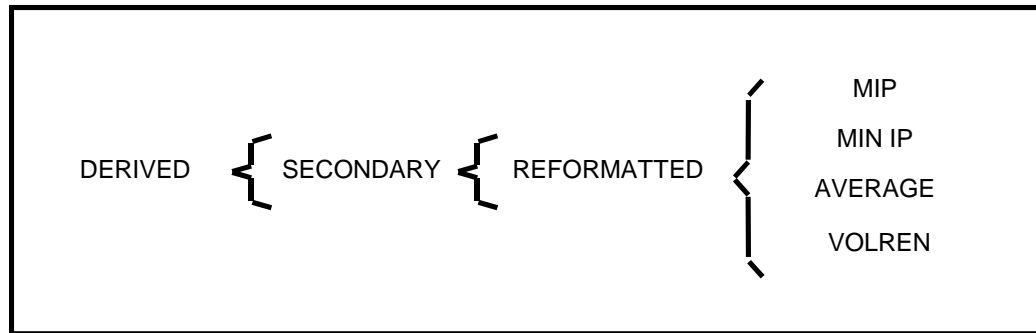 DERIVED
SECONDARY
REFORMATTED
MIP
MIN IP
AVERAGE
VOLREN